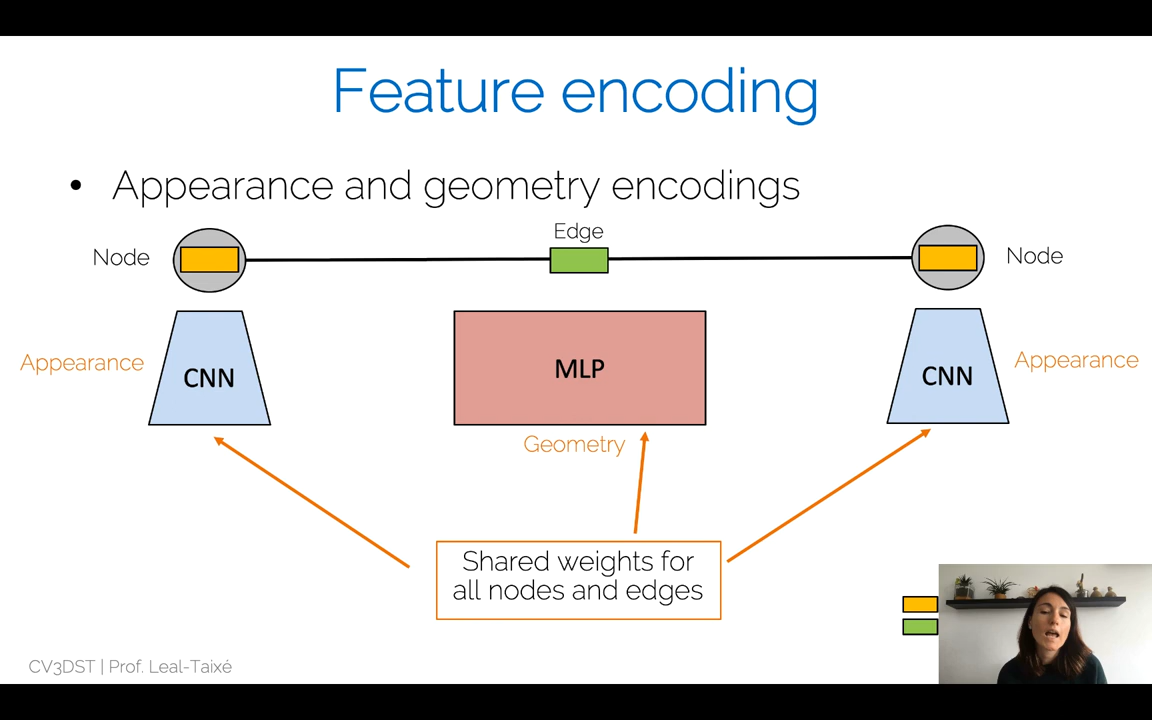 Feature encoding
• Appearance and geometry encodings
Edge
Node
Node
Appearance
CNN
MLP
CNN
Appearance
Geometry
Shared weights for
all nodes and edges
CV3DST | Prof. Leal-Taixé